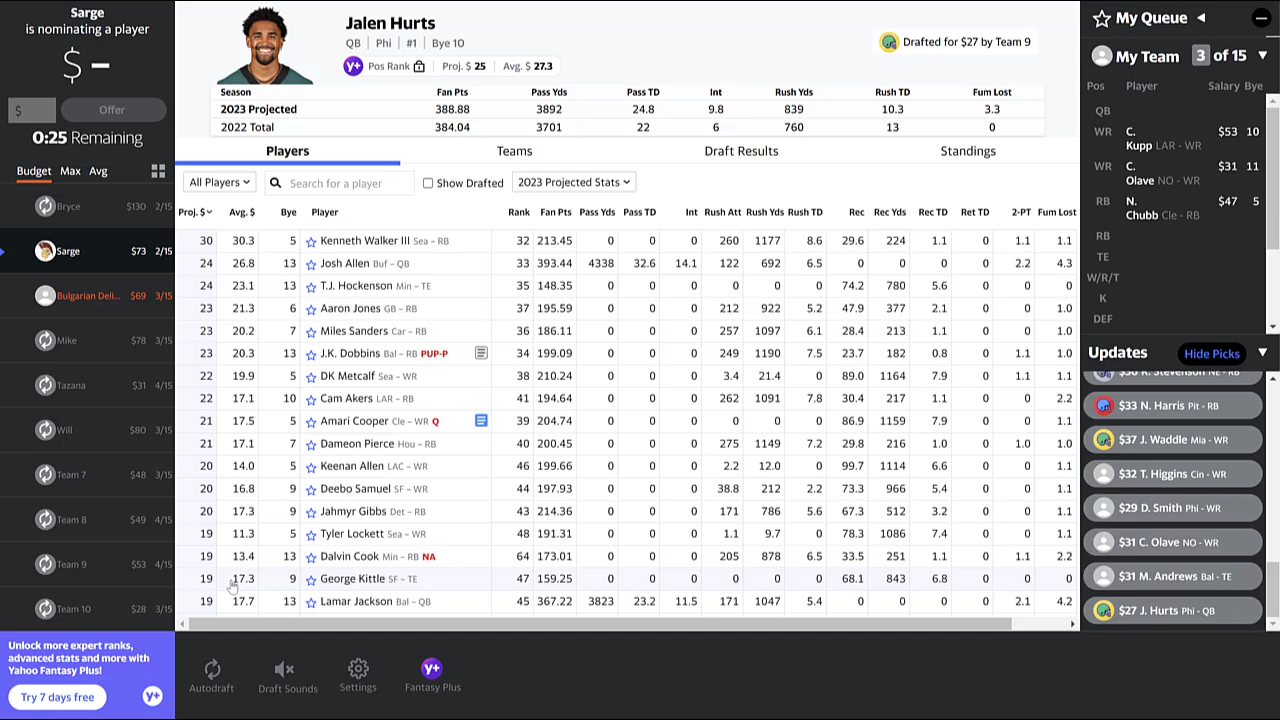 Sarge
is nominating a player
$ –
$
Offer
0:25 Remaining
Budget Max Avg
Bryce $130 2/15
Sarge $73 2/15
Bulgarian Deli... $69 3/15
Mike $78 3/15
Tazana $31 4/15
Will $80 3/15
Team 7 $48 3/15
Team 8 $49 4/15
Team 9 $53 4/15
Team 10 $28 3/15
Unlock more expert ranks,
advanced stats and more with
Yahoo Fantasy Plus!
Try 7 days free
y+
Jalen Hurts
QB | Phi | #1 | Bye 10
y+ Pos Rank | Proj. $ 25 | Avg. $ 27.3
Drafted for $27 by Team 9
Season Fan Pts Pass Yds Pass TD Int Rush Yds Rush TD Fum Lost
2023 Projected 388.88 3892 24.8 9.8 839 10.3 3.3
2022 Total 384.04 3701 22 6 760 13 0
Players Teams Draft Results Standings
All Players Search for a player Show Drafted 2023 Projected Stats
Proj. $ Avg. $ Bye Player Rank Fan Pts Pass Yds Pass TD Int Rush Att Rush Yds Rush TD Rec Rec Yds Rec TD Ret TD 2-PT Fum Lost
30 30.3 5 Kenneth Walker III Sea – RB 32 213.45 0 0 0 260 1177 8.6 29.6 224 1.1 0 1.1 1.1
24 26.8 13 Josh Allen Buf – QB 33 393.44 4338 32.6 14.1 122 692 6.5 0 0 0 0 2.2 4.3
24 23.1 13 T.J. Hockenson Min – TE 35 148.35 0 0 0 0 0 0 74.2 780 5.6 0 0 1.0
23 21.3 6 Aaron Jones GB – RB 37 195.59 0 0 0 212 922 5.2 47.9 377 2.1 0 0 1.0
23 20.2 7 Miles Sanders Car – RB 36 186.11 0 0 0 257 1097 6.1 28.4 213 1.1 0 0 1.1
23 20.3 13 J.K. Dobbins Bal – RB PUP-P 34 199.09 0 0 0 249 1190 7.5 23.7 182 0.8 0 1.1 1.0
22 19.9 5 DK Metcalf Sea – WR 38 210.24 0 0 0 3.4 21.4 0 89.0 1164 7.9 0 1.1 1.1
22 17.1 10 Cam Akers LAR – RB 41 194.64 0 0 0 262 1091 7.8 30.4 217 1.1 0 0 2.2
21 17.5 5 Amari Cooper Cle – WR Q 39 204.74 0 0 0 0 0 0 86.9 1159 7.9 0 0 1.1
21 17.1 7 Dameon Pierce Hou – RB 40 200.45 0 0 0 275 1149 7.2 29.8 216 1.0 0 1.0 1.0
20 14.0 5 Keenan Allen LAC – WR 46 199.66 0 0 0 2.2 12.0 0 99.7 1114 6.6 0 0 1.1
20 16.8 9 Deebo Samuel SF – WR 44 197.93 0 0 0 38.8 212 2.2 73.3 966 5.4 0 0 1.1
20 17.3 9 Jahmyr Gibbs Det – RB 43 214.36 0 0 0 171 786 5.6 67.3 512 3.2 0 0 1.1
19 11.3 5 Tyler Lockett Sea – WR 48 191.31 0 0 0 1.1 9.7 0 78.3 1086 7.4 0 0 1.1
19 13.4 13 Dalvin Cook Min – RB NA 64 173.01 0 0 0 205 878 6.5 33.5 251 1.1 0 1.1 2.2
19 17.3 9 George Kittle SF – TE 47 159.25 0 0 0 0 0 0 68.1 843 6.8 0 0 0
19 17.7 13 Lamar Jackson Bal – QB 45 367.22 3823 23.2 11.5 171 1047 5.4 0 0 0 0 2.1 4.2
Autodraft Draft Sounds Settings y+ Fantasy Plus
My Queue
My Team 3 of 15
Pos Player Salary Bye
QB
WR C. Kupp LAR - WR $53 10
WR C. Olave NO - WR $31 11
RB N. Chubb Cle - RB $47 5
RB
TE
W/R/T
K
DEF
Updates Hide Picks
$36 R. Stevenson NE - RB
$33 N. Harris Pit - RB
$37 J. Waddle Mia - WR
$32 T. Higgins Cin - WR
$29 D. Smith Phi - WR
$31 C. Olave NO - WR
$31 M. Andrews Bal - TE
$27 J. Hurts Phi - QB